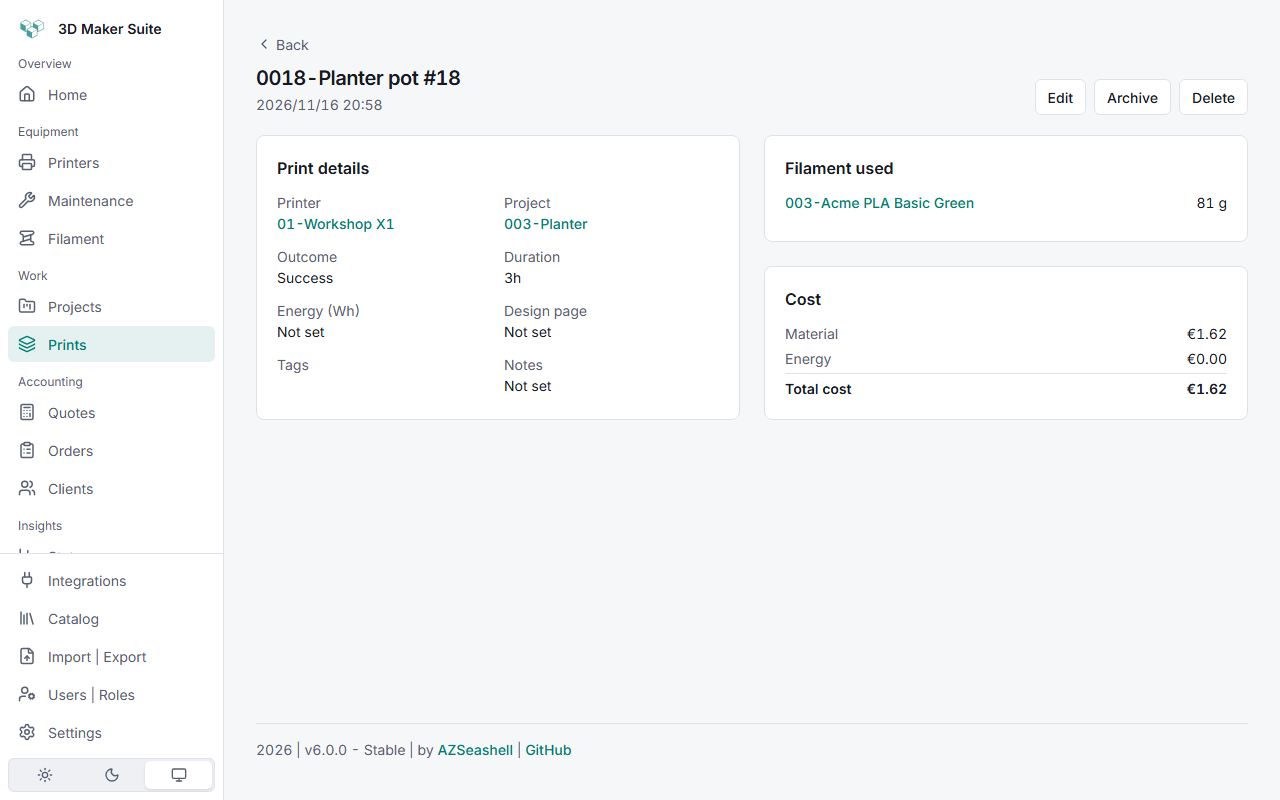 3D Maker Suite
Overview
Home
Equipment
Printers
Maintenance
Filament
Work
Projects
Prints
Accounting
Quotes
Orders
Clients
Insights
Integrations
Catalog
Import | Export
Users | Roles
Settings
Back
0018-Planter pot #18
2026/11/16 20:58
Edit Archive Delete
Print details
Printer Project
01-Workshop X1 003-Planter
Outcome Duration
Success 3h
Energy (Wh) Design page
Not set Not set
Tags Notes
Not set
Filament used
003-Acme PLA Basic Green 81 g
Cost
Material €1.62
Energy €0.00
Total cost €1.62
2026 | v6.0.0 - Stable | by AZSeashell | GitHub